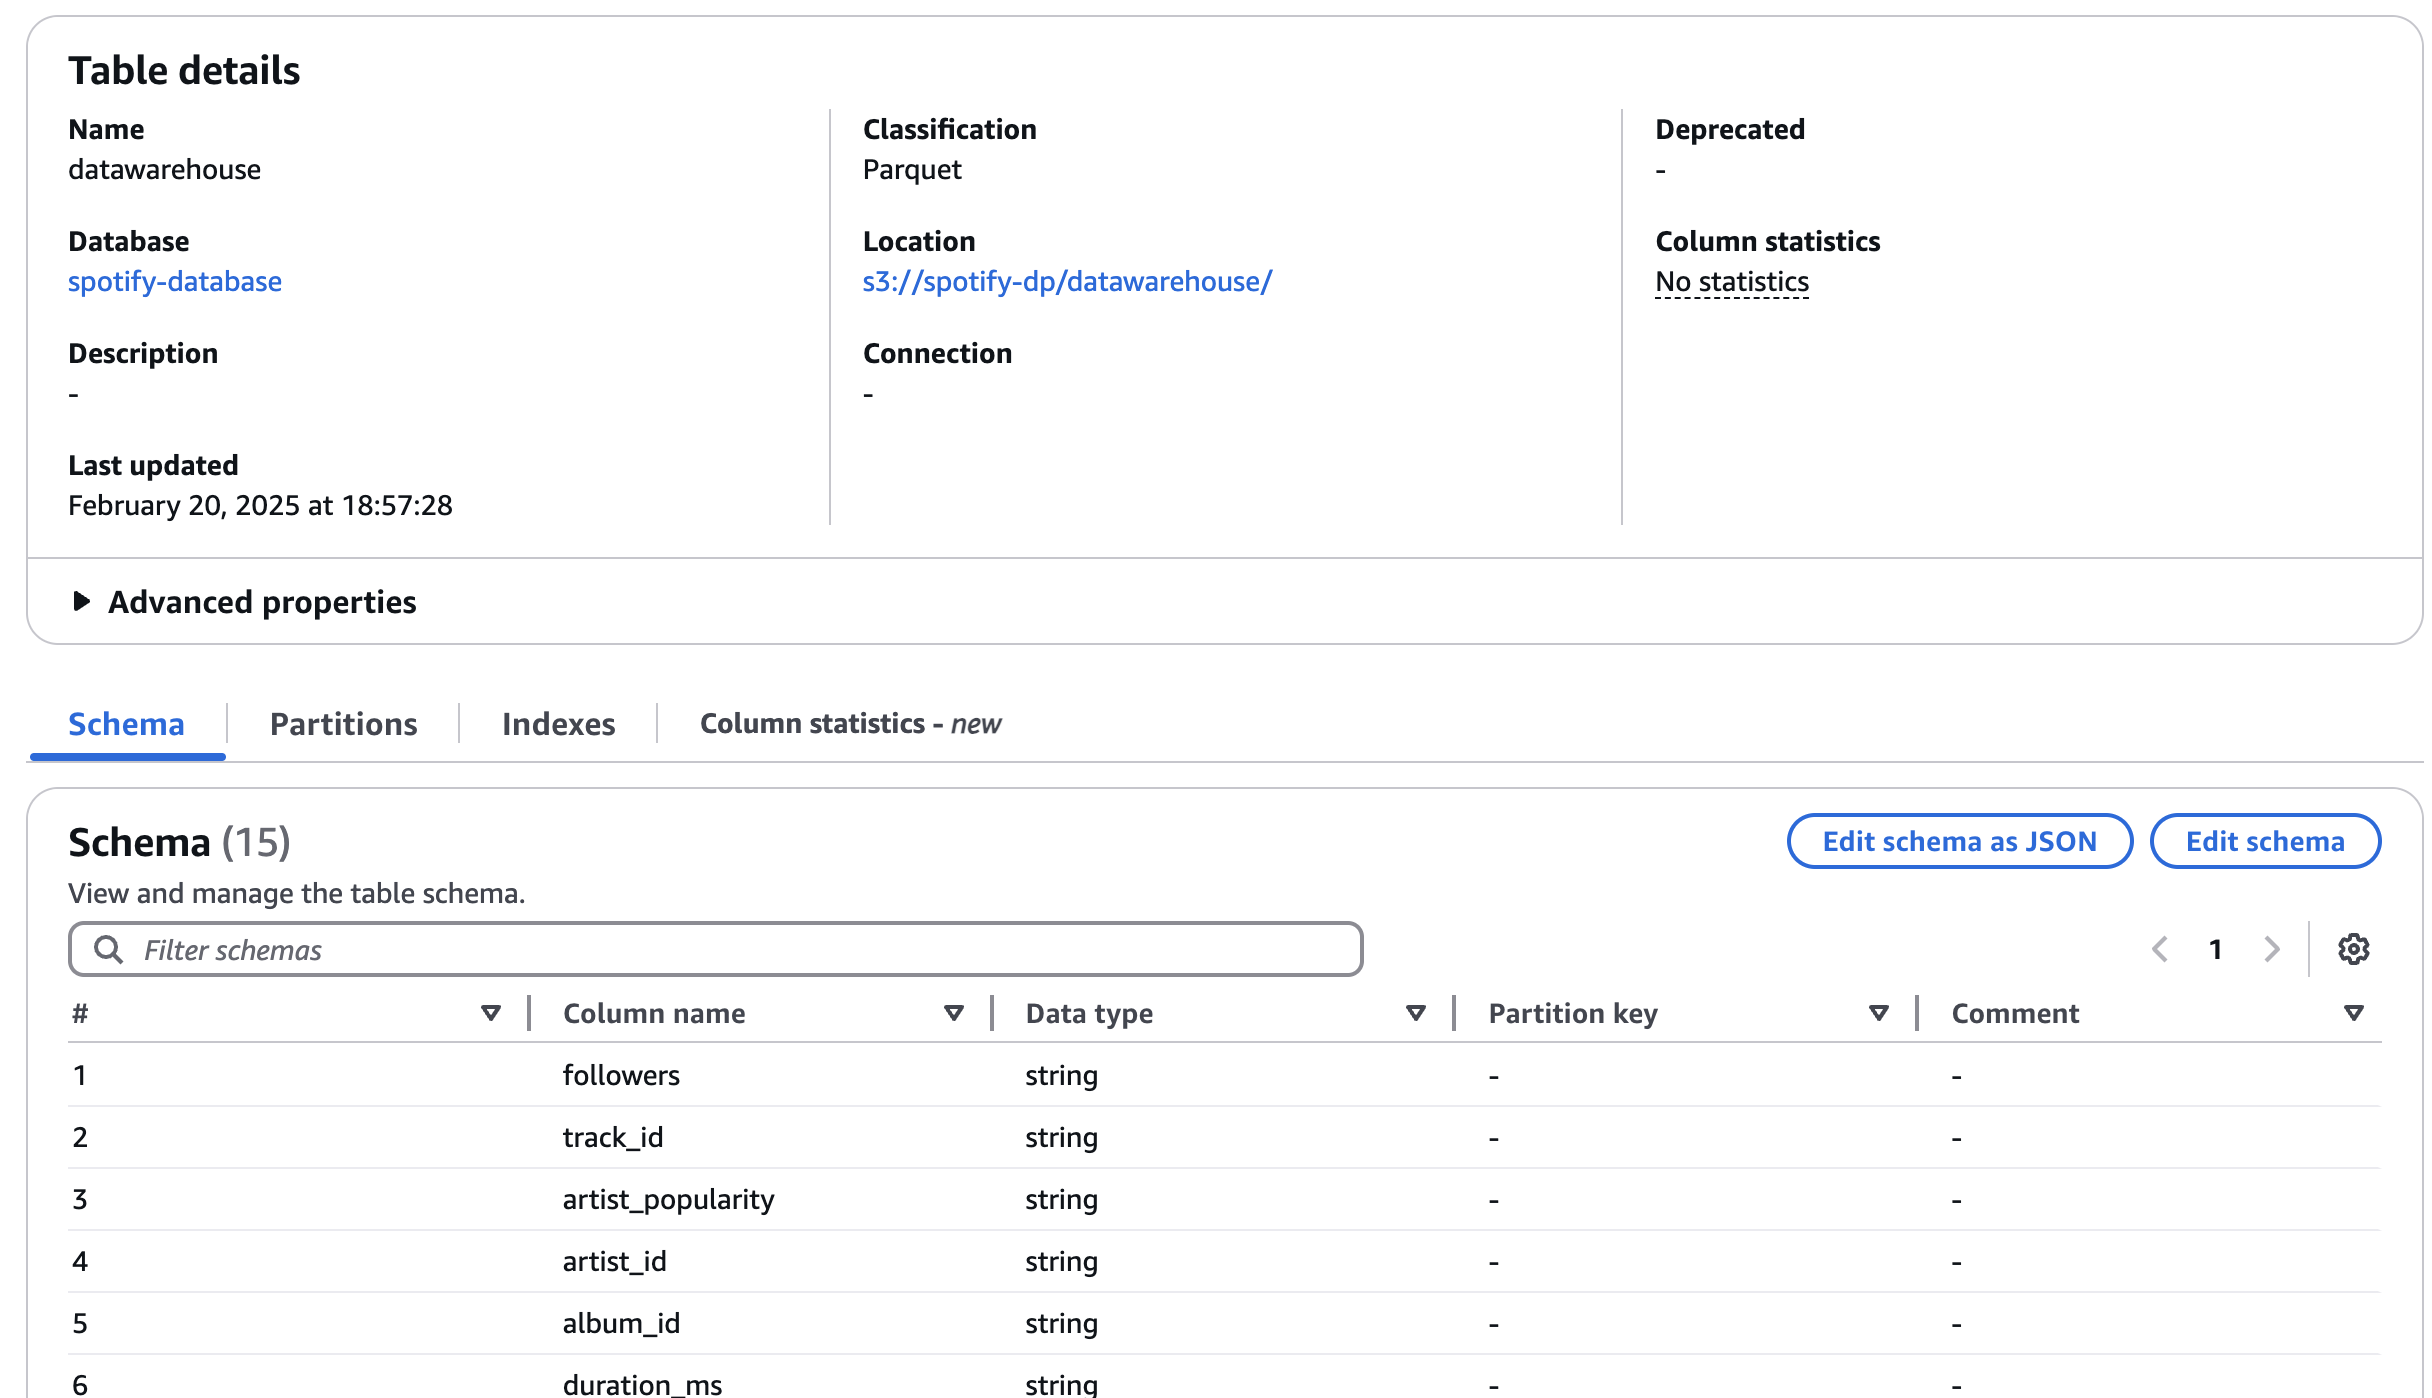 Table details
Name
datawarehouse
Classification
Parquet
Deprecated
-
Database
spotify-database
Location
s3://spotify-dp/datawarehouse/
Column statistics
No statistics
Description
-
Connection
-
Last updated
February 20, 2025 at 18:57:28
Advanced properties
Schema Partitions Indexes Column statistics - new
Schema (15)
Edit schema as JSON Edit schema
View and manage the table schema.
Filter schemas
1
# Column name Data type Partition key Comment
1 followers string - -
2 track_id string - -
3 artist_popularity string - -
4 artist_id string - -
5 album_id string - -
6 duration_ms string - -